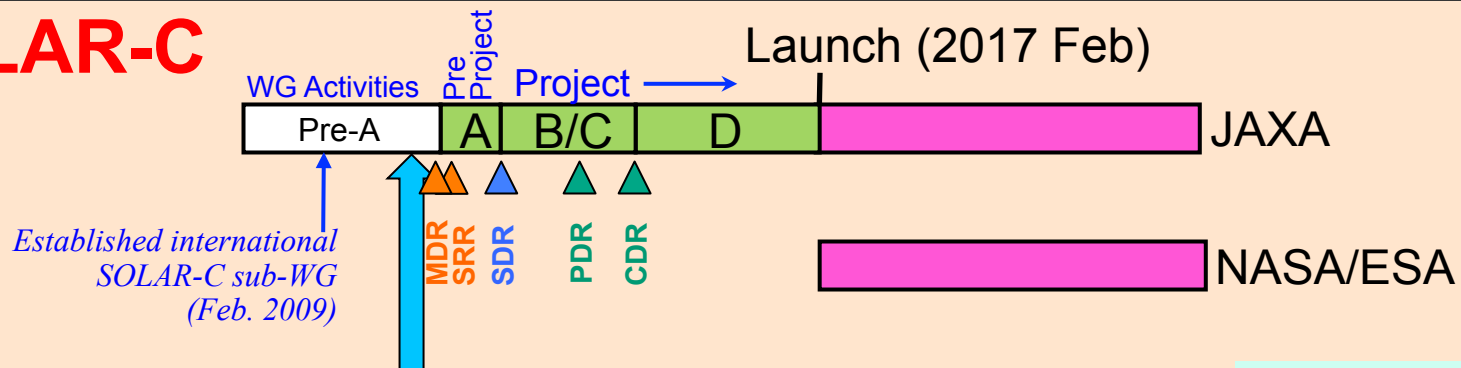 LAR-C
Launch (2017 Feb)
WG Activities
Pre
Project
Project
Pre-A
A
B/C
D
JAXA
MDR
SRR
SDR
PDR
CDR
Established international
SOLAR-C sub-WG
(Feb. 2009)
NASA/ESA